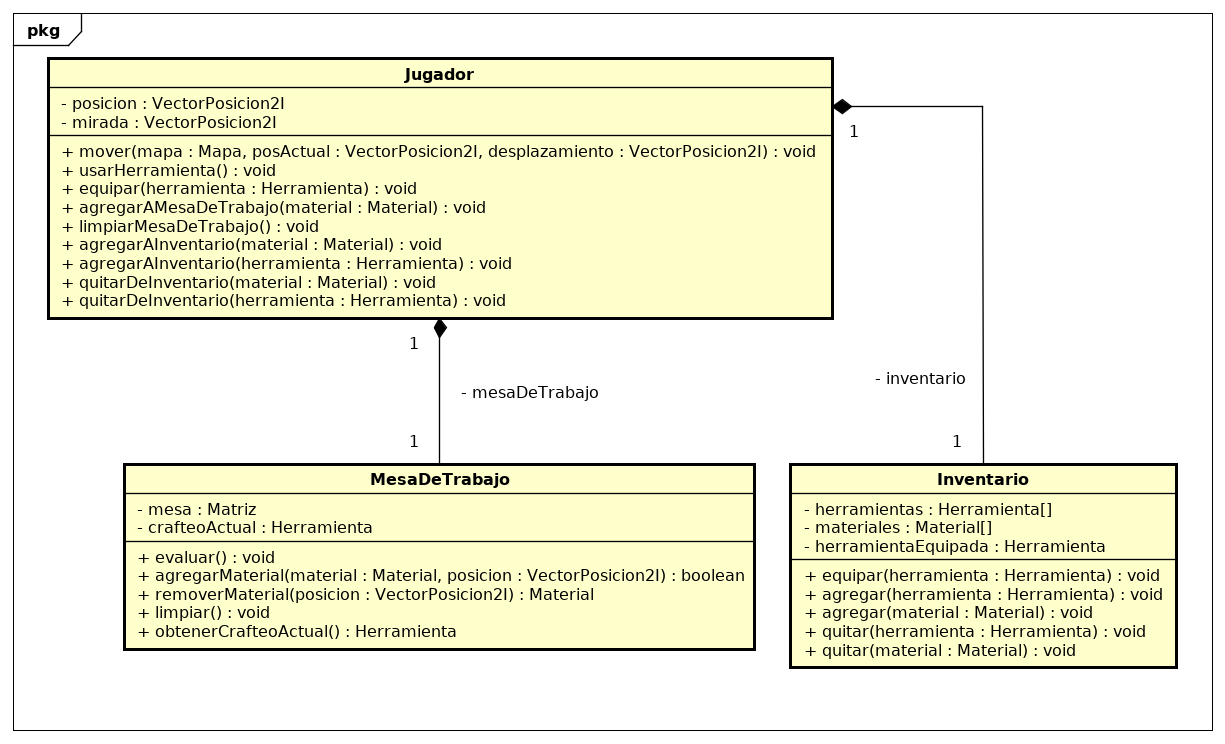 pkg
Jugador
- posicion : VectorPosicion2I
- mirada : VectorPosicion2I
+ mover(mapa : Mapa, posActual : VectorPosicion2I, desplazamiento : VectorPosicion2I) : void
+ usarHerramienta() : void
+ equipar(herramienta : Herramienta) : void
+ agregarAMesaDeTrabajo(material : Material) : void
+ limpiarMesaDeTrabajo() : void
+ agregarAInventario(material : Material) : void
+ agregarAInventario(herramienta : Herramienta) : void
+ quitarDeInventario(material : Material) : void
+ quitarDeInventario(herramienta : Herramienta) : void
1
1
- inventario
- mesaDeTrabajo
1
1
MesaDeTrabajo
- mesa : Matriz
- crafteoActual : Herramienta
+ evaluar() : void
+ agregarMaterial(material : Material, posicion : VectorPosicion2I) : boolean
+ removerMaterial(posicion : VectorPosicion2I) : Material
+ limpiar() : void
+ obtenerCrafteoActual() : Herramienta
Inventario
- herramientas : Herramienta[]
- materiales : Material[]
- herramientaEquipada : Herramienta
+ equipar(herramienta : Herramienta) : void
+ agregar(herramienta : Herramienta) : void
+ agregar(material : Material) : void
+ quitar(herramienta : Herramienta) : void
+ quitar(material : Material) : void